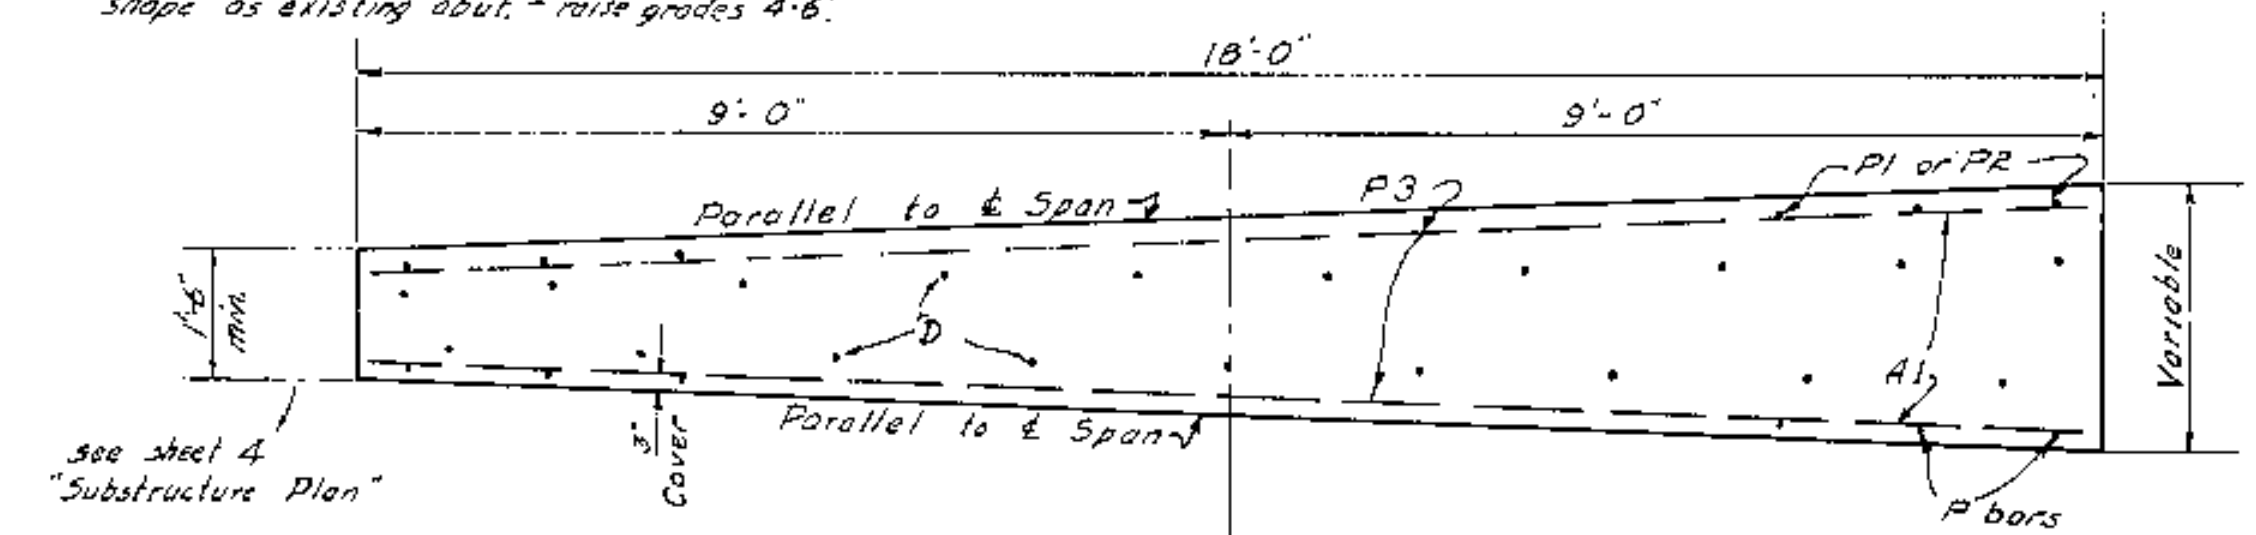 shape as existing abut. - raise grades 4'-6".
18'-0"
9'-0"
9'-0"
P1 or P2
P3
Parallel to ℄ Span
1'-6"
min.
D
Variable
A1
3"
Cover
Parallel to ℄ Span
see sheet 4
"Substructure Plan"
P bars